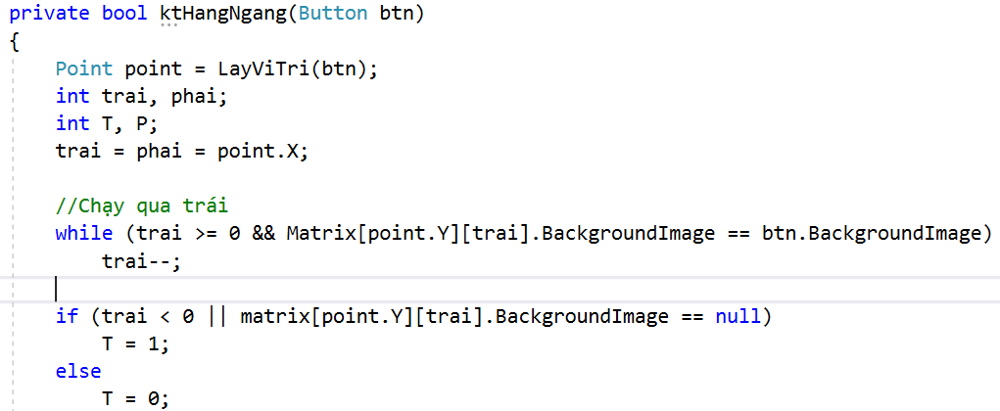 private bool ktHangNgang(Button btn)
{
    Point point = LayViTri(btn);
    int trai, phai;
    int T, P;
    trai = phai = point.X;

    //Chạy qua trái
    while (trai >= 0 && Matrix[point.Y][trai].BackgroundImage == btn.BackgroundImage)
        trai--;

    if (trai < 0 || matrix[point.Y][trai].BackgroundImage == null)
        T = 1;
    else
        T = 0;